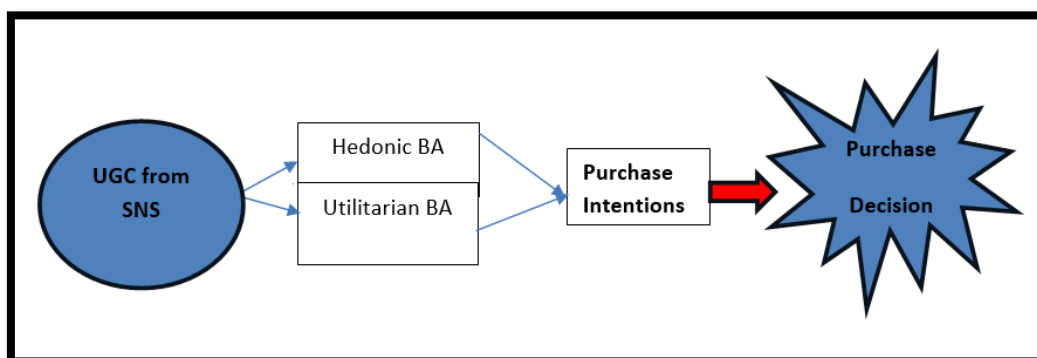 UGC from
SNS
Hedonic BA
Utilitarian BA
Purchase
Intentions
Purchase
Decision